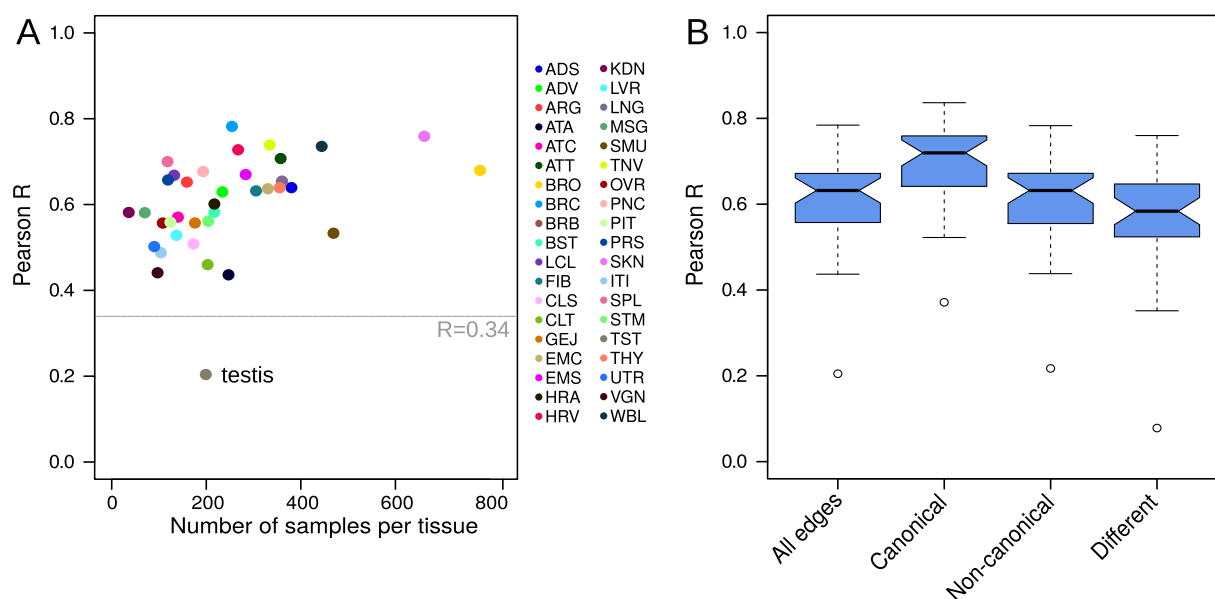 A
Pearson R
1.0
0.8
0.6
0.4
0.2
0.0
R=0.34
testis
0
200
400
600
800
Number of samples per tissue
ADS
ADV
ARG
ATA
ATC
ATT
BRO
BRC
BRB
BST
LCL
FIB
CLS
CLT
GEJ
EMC
EMS
HRA
HRV
KDN
LVR
LNG
MSG
SMU
TNV
OVR
PNC
PIT
PRS
SKN
ITI
SPL
STM
TST
THY
UTR
VGN
WBL
B
Pearson R
1.0
0.8
0.6
0.4
0.2
0.0
All edges
Canonical
Non-canonical
Different